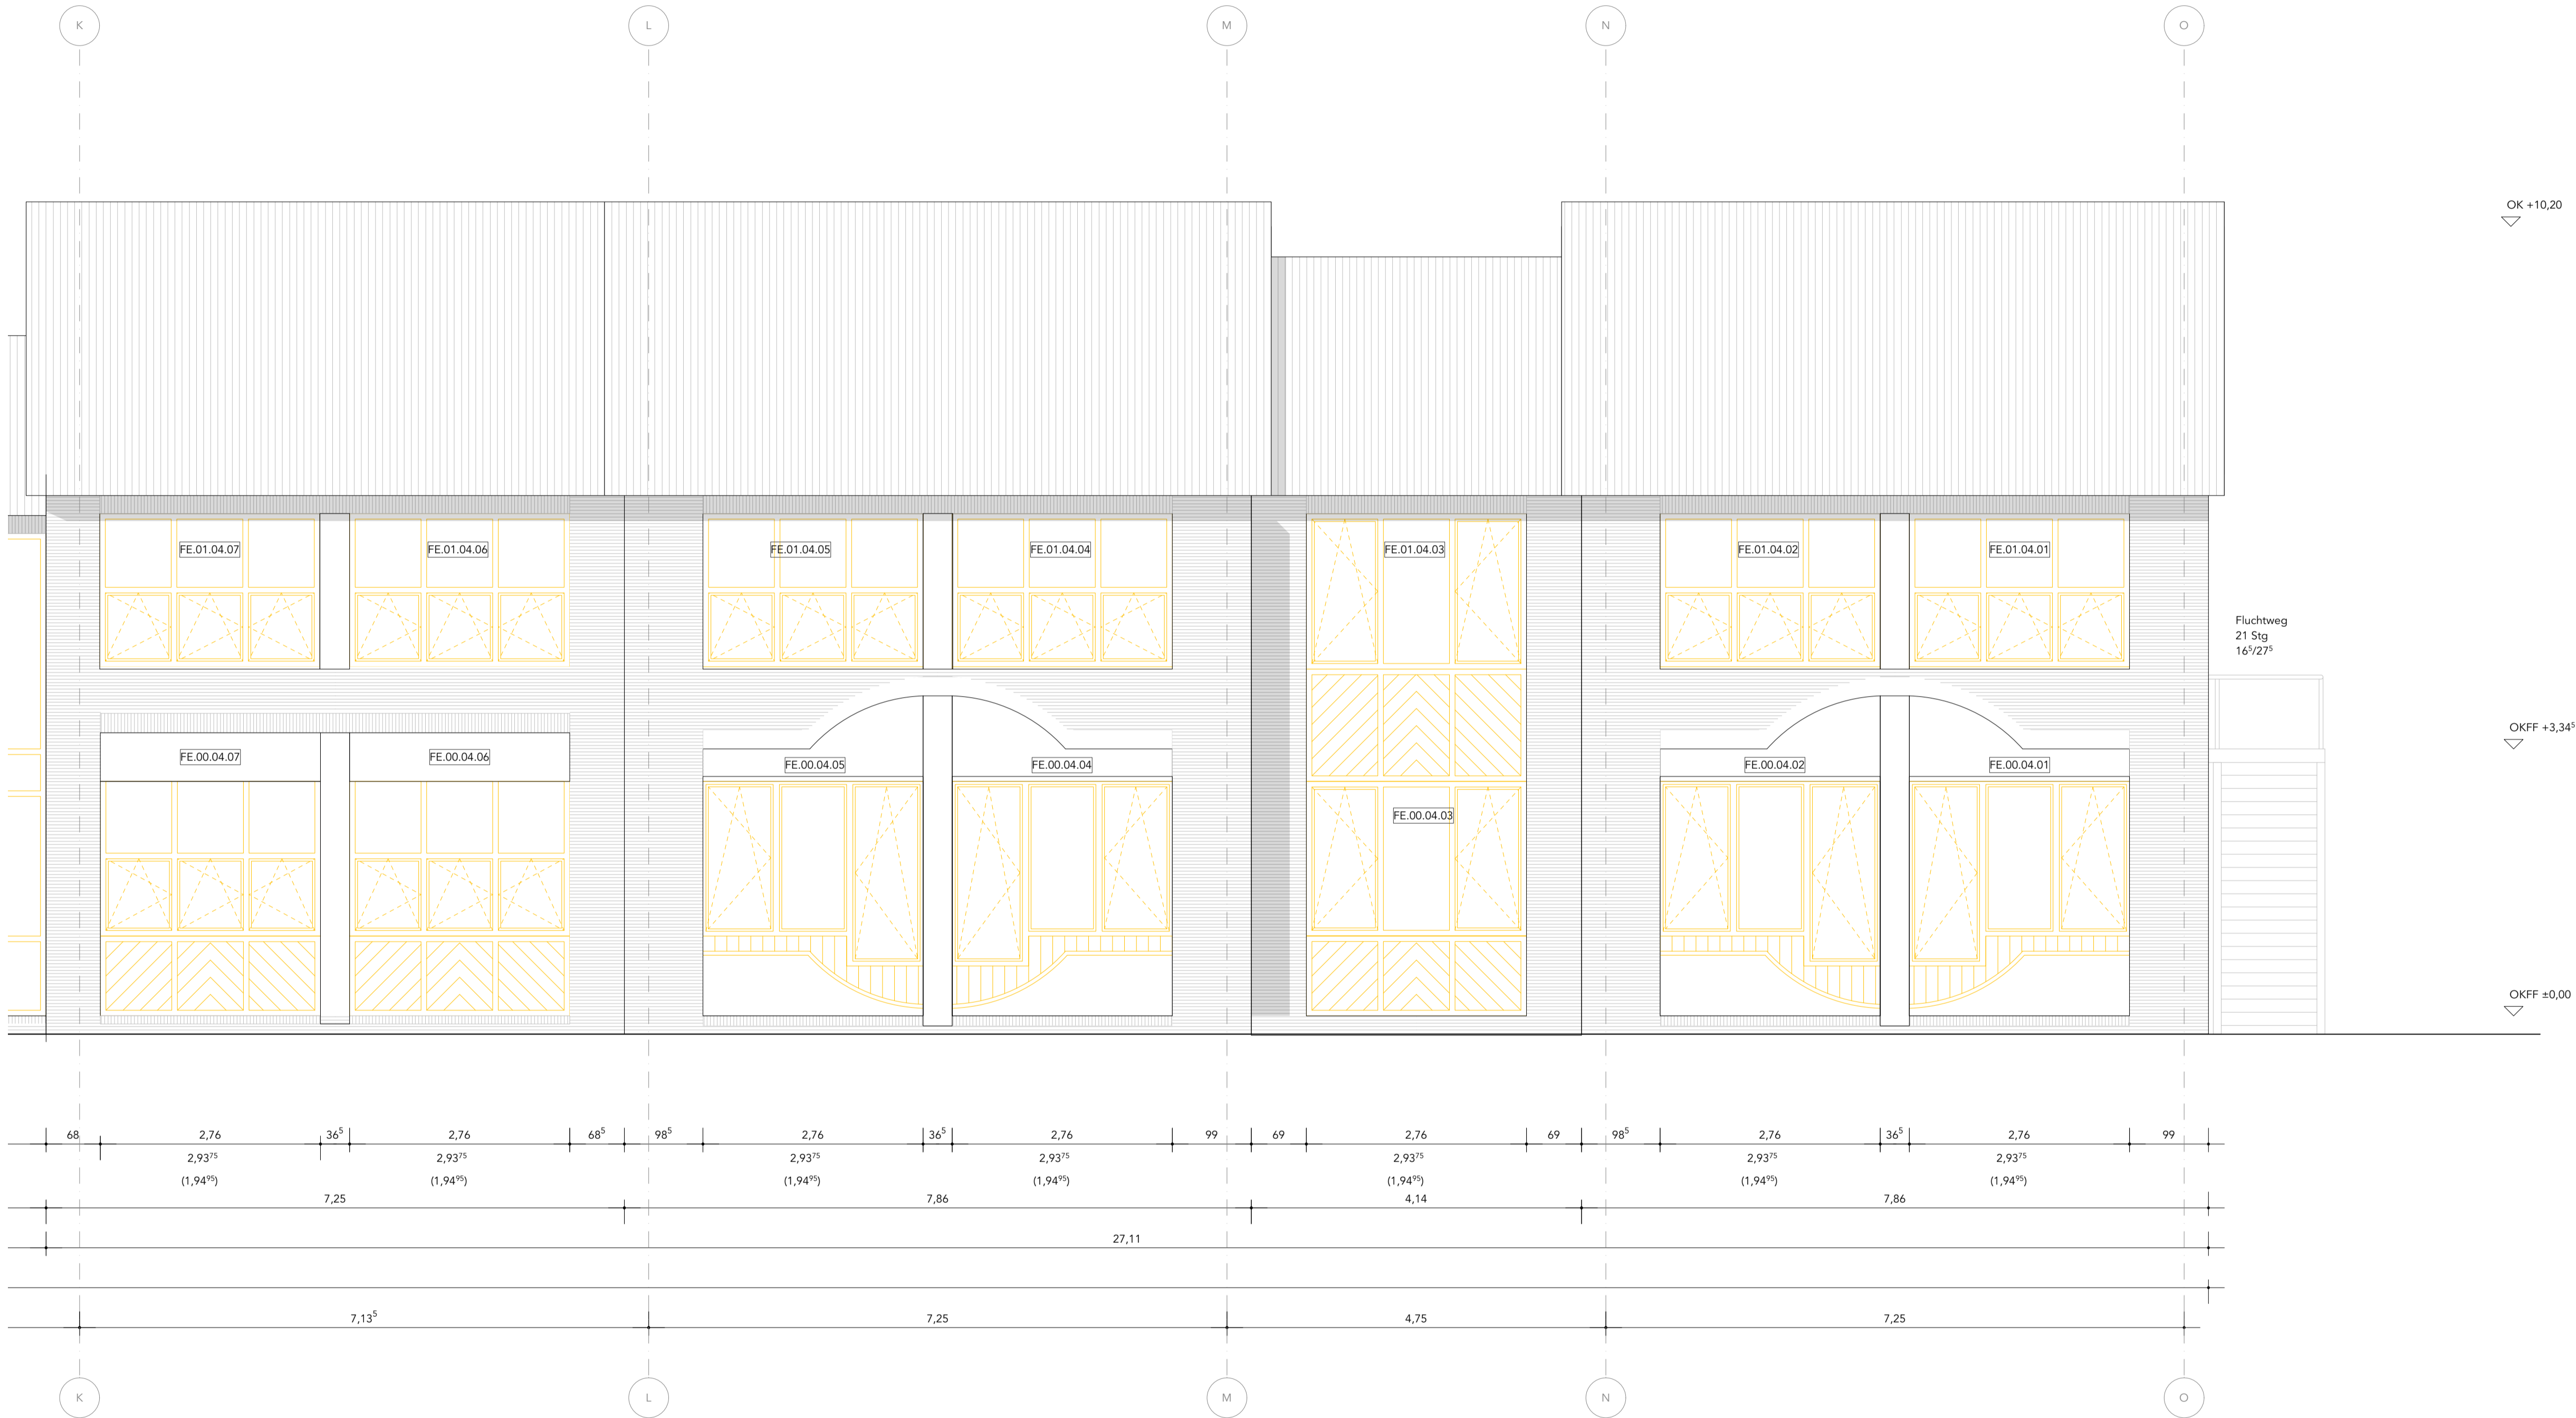 K L M N O
OK +10,20
FE.01.04.07 FE.01.04.06 FE.01.04.05 FE.01.04.04 FE.01.04.03 FE.01.04.02 FE.01.04.01
Fluchtweg
21 Stg
16⁵/27⁵
OKFF +3,34⁵
FE.00.04.07 FE.00.04.06 FE.00.04.05 FE.00.04.04 FE.00.04.02 FE.00.04.01
FE.00.04.03
OKFF ±0,00
68 2,76 36⁵ 2,76 68⁵ 98⁵ 2,76 36⁵ 2,76 99 69 2,76 69 98⁵ 2,76 36⁵ 2,76 99
2,93⁷⁵ 2,93⁷⁵ 2,93⁷⁵ 2,93⁷⁵ 2,93⁷⁵ 2,93⁷⁵ 2,93⁷⁵
(1,94⁹⁵) (1,94⁹⁵) (1,94⁹⁵) (1,94⁹⁵) (1,94⁹⁵) (1,94⁹⁵) (1,94⁹⁵)
7,25 7,86 4,14 7,86
27,11
7,13⁵ 7,25 4,75 7,25
K L M N O